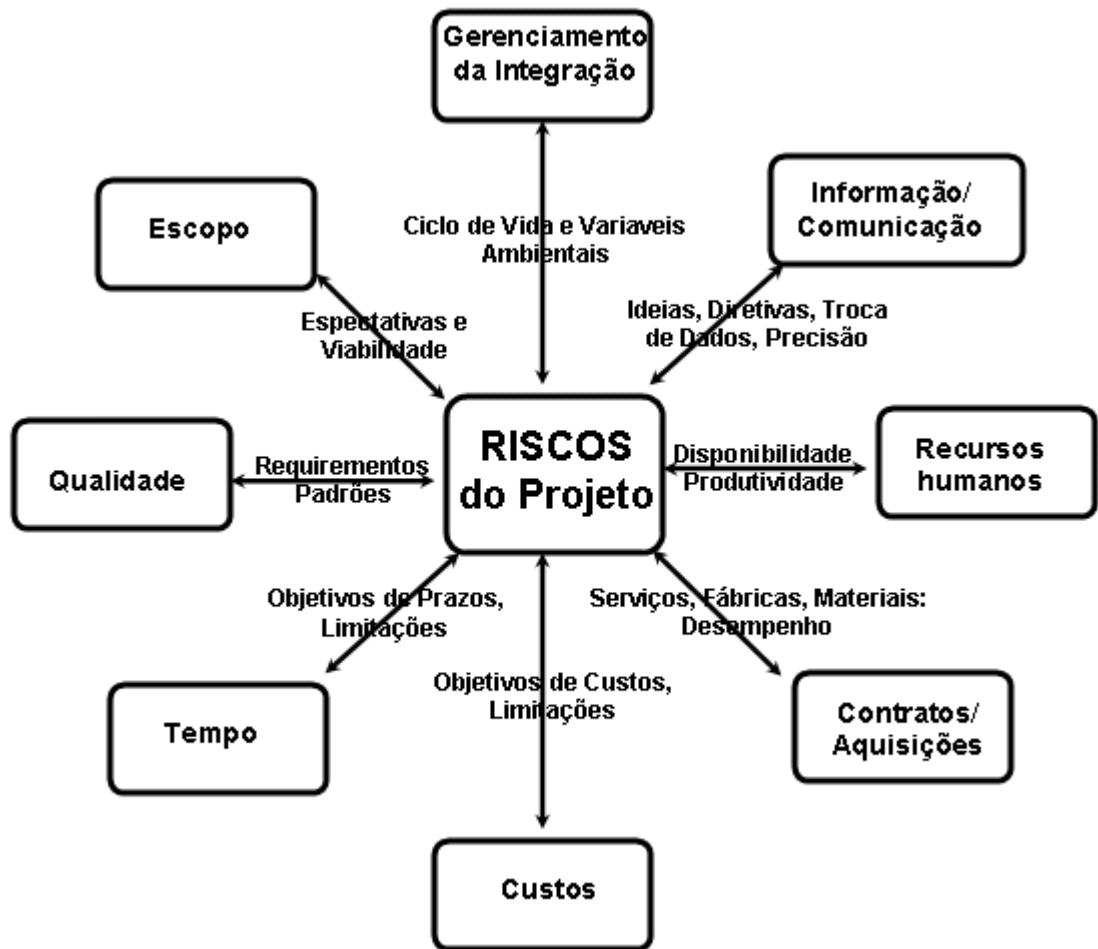 Gerenciamento
da Integração
Informação/
Comunicação
Escopo
Ciclo de Vida e Variaveis
Ambientais
Ideias, Diretivas, Troca
de Dados, Precisão
Espectativas e
Viabilidade
RISCOS
do Projeto
Qualidade
Requirementos
Padrões
Disponibilidade
Produtividade
Recursos
humanos
Objetivos de Prazos,
Limitações
Serviços, Fábricas, Materiais:
Desempenho
Objetivos de Custos,
Limitações
Tempo
Contratos/
Aquisições
Custos